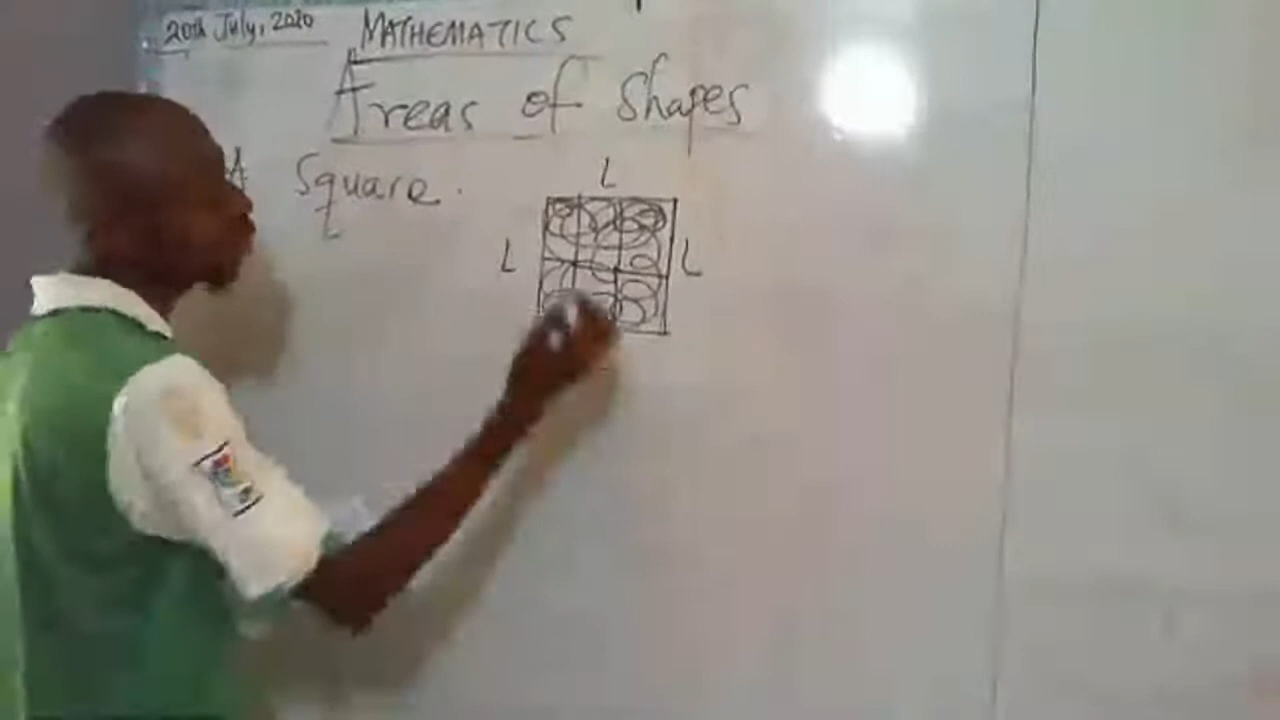 20th July, 2020 MATHEMATICS
Areas of Shapes
A Square.
L
L L